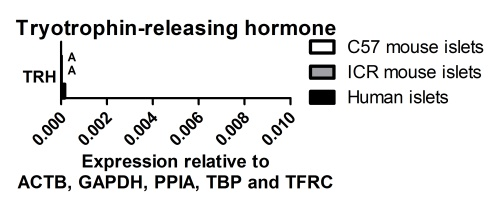 Tryotrophin-releasing hormone
A
A
TRH
C57 mouse islets
ICR mouse islets
Human islets
0.000 0.002 0.004 0.006 0.008 0.010
Expression relative to
ACTB, GAPDH, PPIA, TBP and TFRC